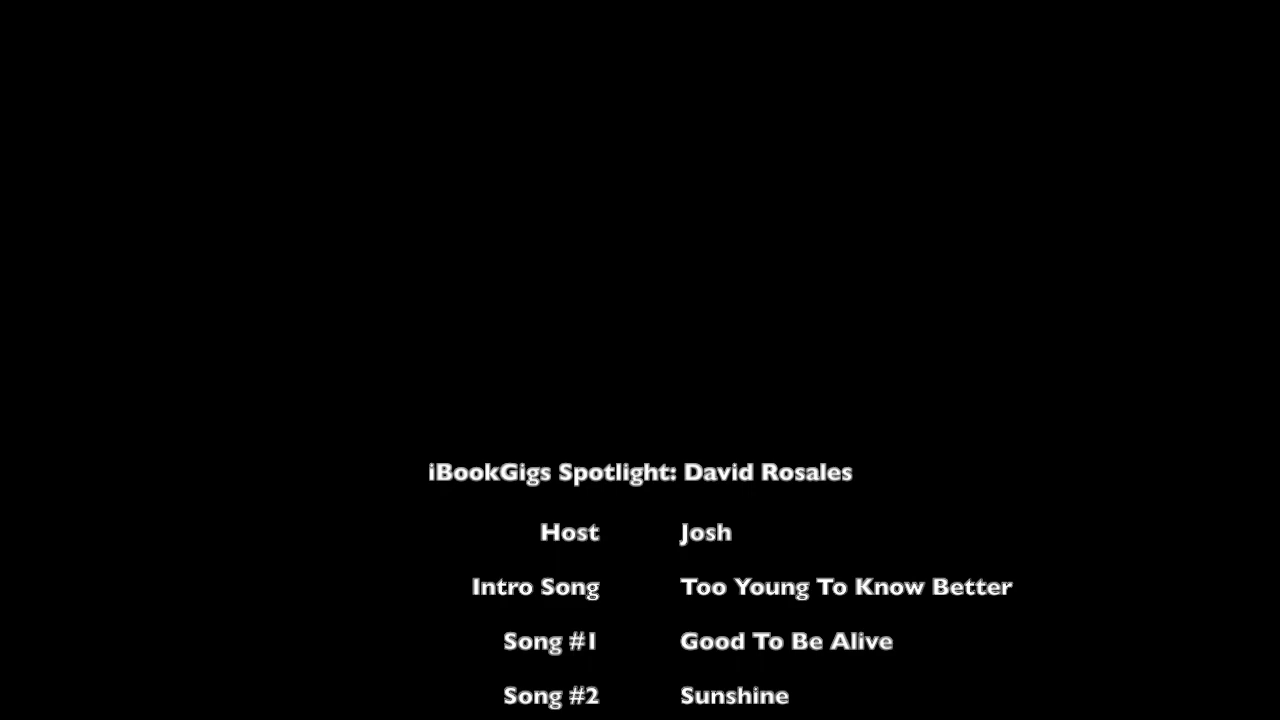 iBookGigs Spotlight: David Rosales
Host Josh
Intro Song Too Young To Know Better
Song #1 Good To Be Alive
Song #2 Sunshine